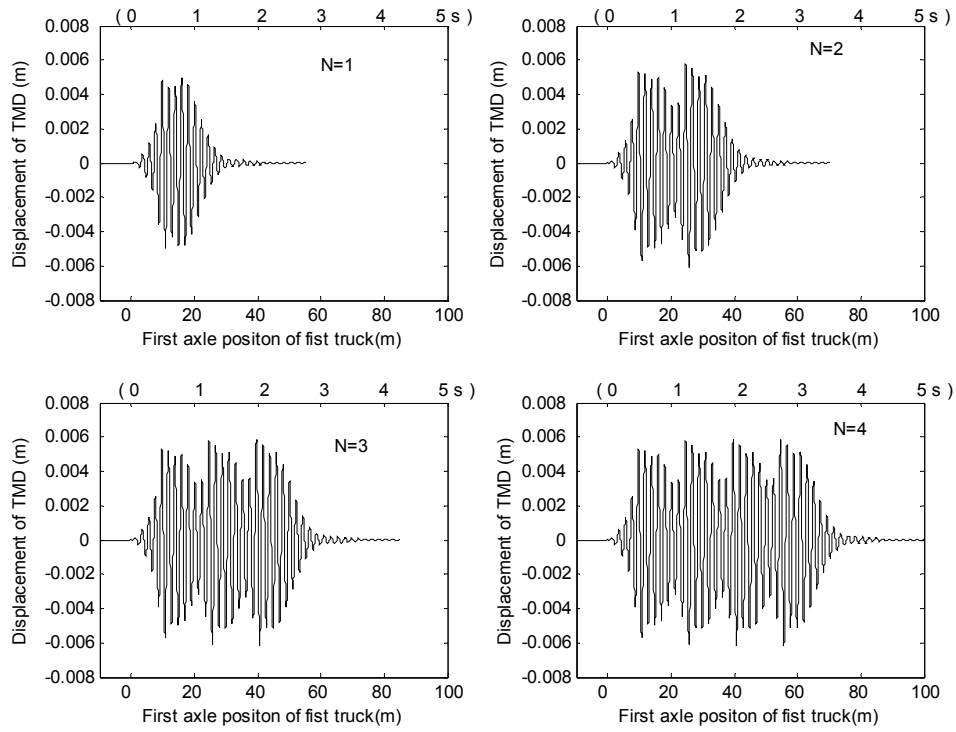 ( 0 1 2 3 4 5 s )
0.008
0.006
0.004
0.002
0
-0.002
-0.004
-0.006
-0.008
Displacement of TMD (m)
N=1
0 20 40 60 80 100
First axle positon of fist truck(m)
( 0 1 2 3 4 5 s )
0.008
0.006
0.004
0.002
0
-0.002
-0.004
-0.006
-0.008
Displacement of TMD (m)
N=2
0 20 40 60 80 100
First axle positon of fist truck(m)
( 0 1 2 3 4 5 s )
0.008
0.006
0.004
0.002
0
-0.002
-0.004
-0.006
-0.008
Displacement of TMD (m)
N=3
0 20 40 60 80 100
First axle positon of fist truck(m)
( 0 1 2 3 4 5 s )
0.008
0.006
0.004
0.002
0
-0.002
-0.004
-0.006
-0.008
Displacement of TMD (m)
N=4
0 20 40 60 80 100
First axle positon of fist truck(m)